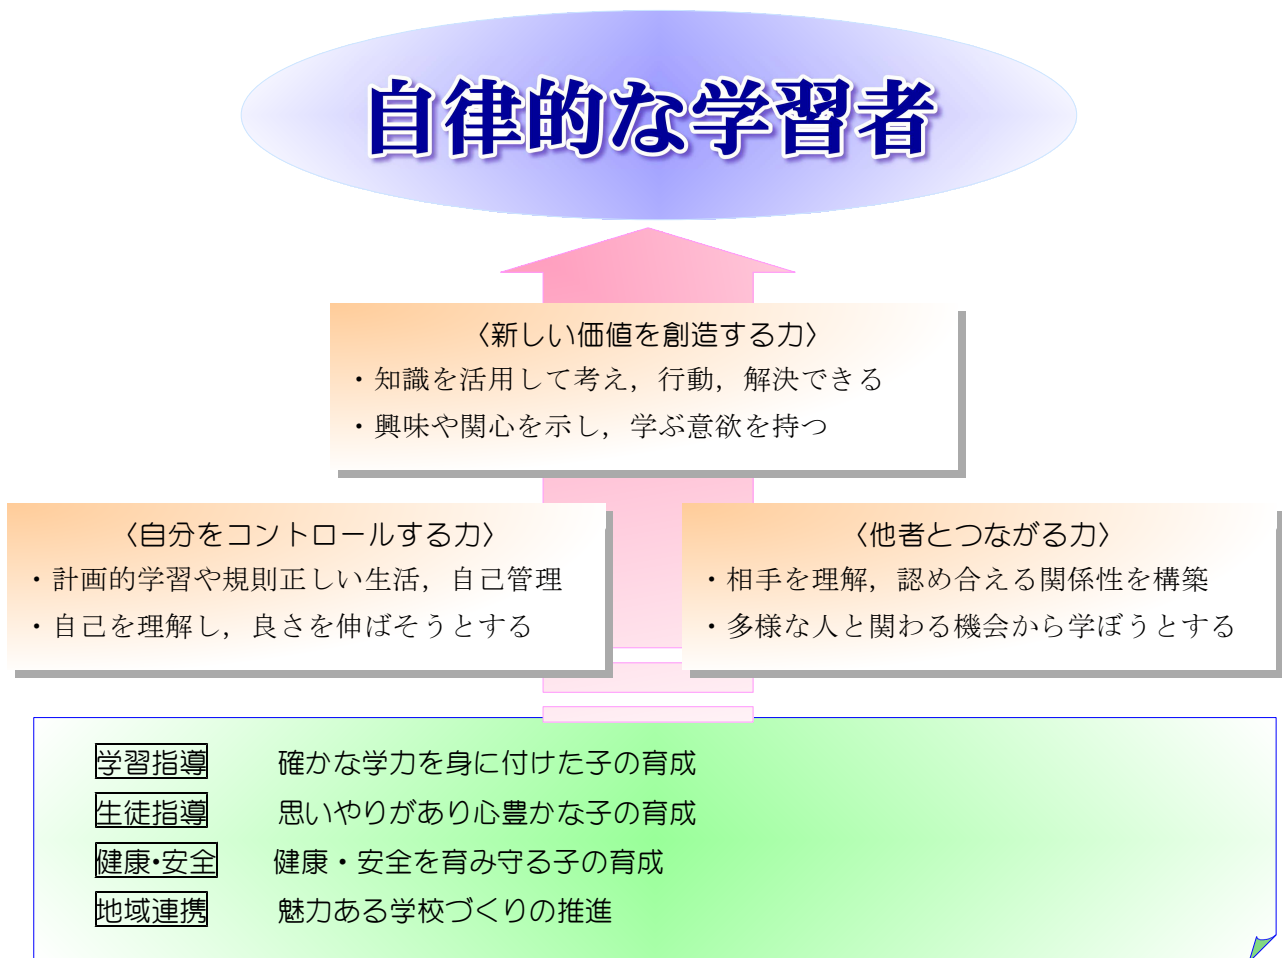 自律的な学習者
〈新しい価値を創造する力〉
・知識を活用して考え，行動，解決できる
・興味や関心を示し，学ぶ意欲を持つ
〈自分をコントロールする力〉
・計画的学習や規則正しい生活，自己管理
・自己を理解し，良さを伸ばそうとする
〈他者とつながる力〉
・相手を理解，認め合える関係性を構築
・多様な人と関わる機会から学ぼうとする
学習指導　確かな学力を身に付けた子の育成
生徒指導　思いやりがあり心豊かな子の育成
健康・安全　健康・安全を育み守る子の育成
地域連携　魅力ある学校づくりの推進